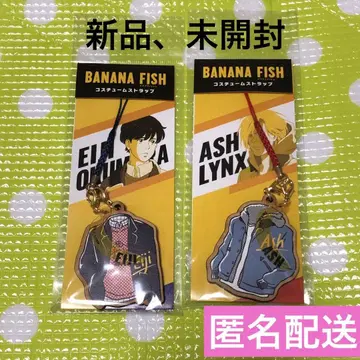 新品、未開封
BANANA FISH
コスチュームストラップ
BANANA FISH
コスチュームストラップ
EIJI
OKUMURA
ASH
LYNX
Eiji
Ash
匿名配送